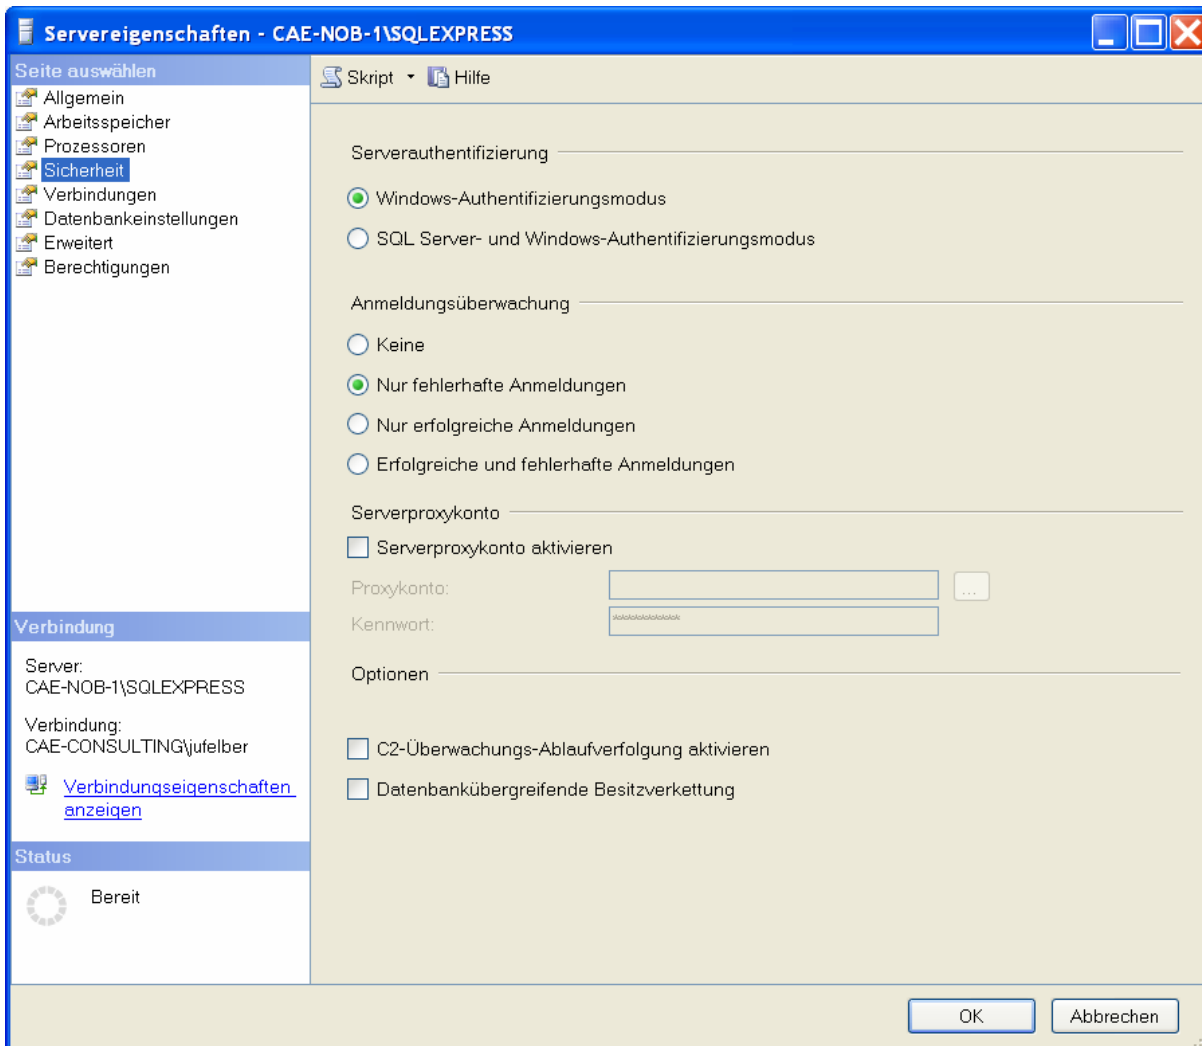 Servereigenschaften - CAE-NOB-1\SQLEXPRESS
Seite auswählen
Allgemein
Arbeitsspeicher
Prozessoren
Sicherheit
Verbindungen
Datenbankeinstellungen
Erweitert
Berechtigungen
Verbindung
Server:
CAE-NOB-1\SQLEXPRESS
Verbindung:
CAE-CONSULTING\jufelber
Verbindungseigenschaften
anzeigen
Status
Bereit
Skript Hilfe
Serverauthentifizierung
Windows-Authentifizierungsmodus
SQL Server- und Windows-Authentifizierungsmodus
Anmeldungsüberwachung
Keine
Nur fehlerhafte Anmeldungen
Nur erfolgreiche Anmeldungen
Erfolgreiche und fehlerhafte Anmeldungen
Serverproxykonto
Serverproxykonto aktivieren
Proxykonto:
...
Kennwort: *************
Optionen
C2-Überwachungs-Ablaufverfolgung aktivieren
Datenbankübergreifende Besitzverkettung
OK Abbrechen